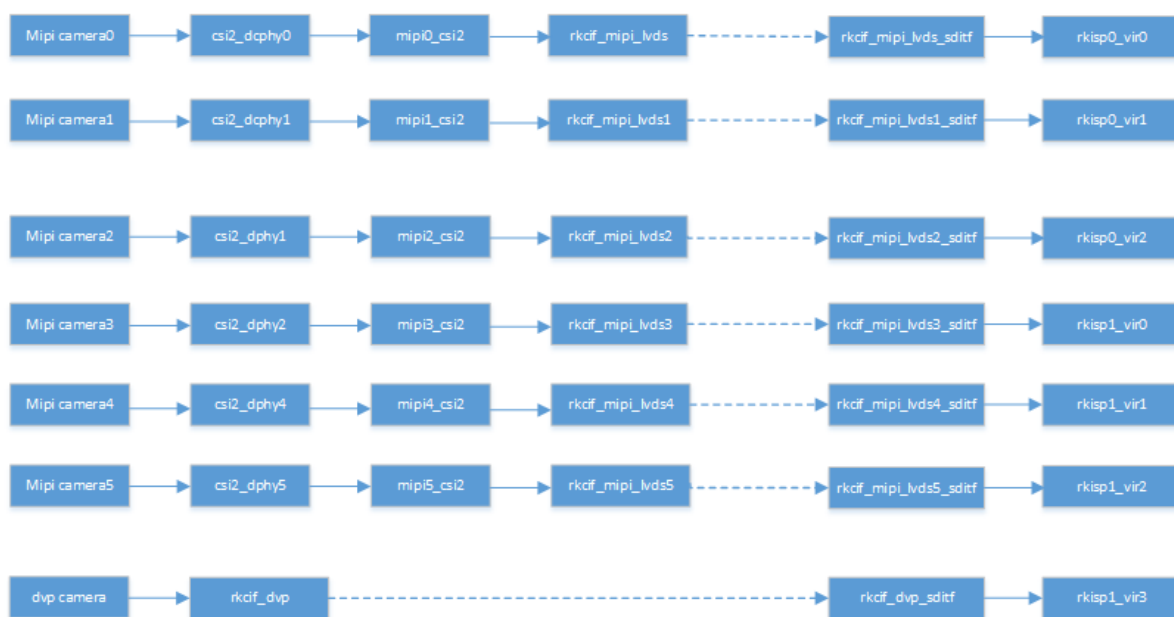 Mipi camera0 csi2_dcphy0 mipi0_csi2 rkcif_mipi_lvds rkcif_mipi_lvds_sditf rkisp0_vir0
Mipi camera1 csi2_dcphy1 mipi1_csi2 rkcif_mipi_lvds1 rkcif_mipi_lvds1_sditf rkisp0_vir1
Mipi camera2 csi2_dphy1 mipi2_csi2 rkcif_mipi_lvds2 rkcif_mipi_lvds2_sditf rkisp0_vir2
Mipi camera3 csi2_dphy2 mipi3_csi2 rkcif_mipi_lvds3 rkcif_mipi_lvds3_sditf rkisp1_vir0
Mipi camera4 csi2_dphy4 mipi4_csi2 rkcif_mipi_lvds4 rkcif_mipi_lvds4_sditf rkisp1_vir1
Mipi camera5 csi2_dphy5 mipi5_csi2 rkcif_mipi_lvds5 rkcif_mipi_lvds5_sditf rkisp1_vir2
dvp camera rkcif_dvp rkcif_dvp_sditf rkisp1_vir3